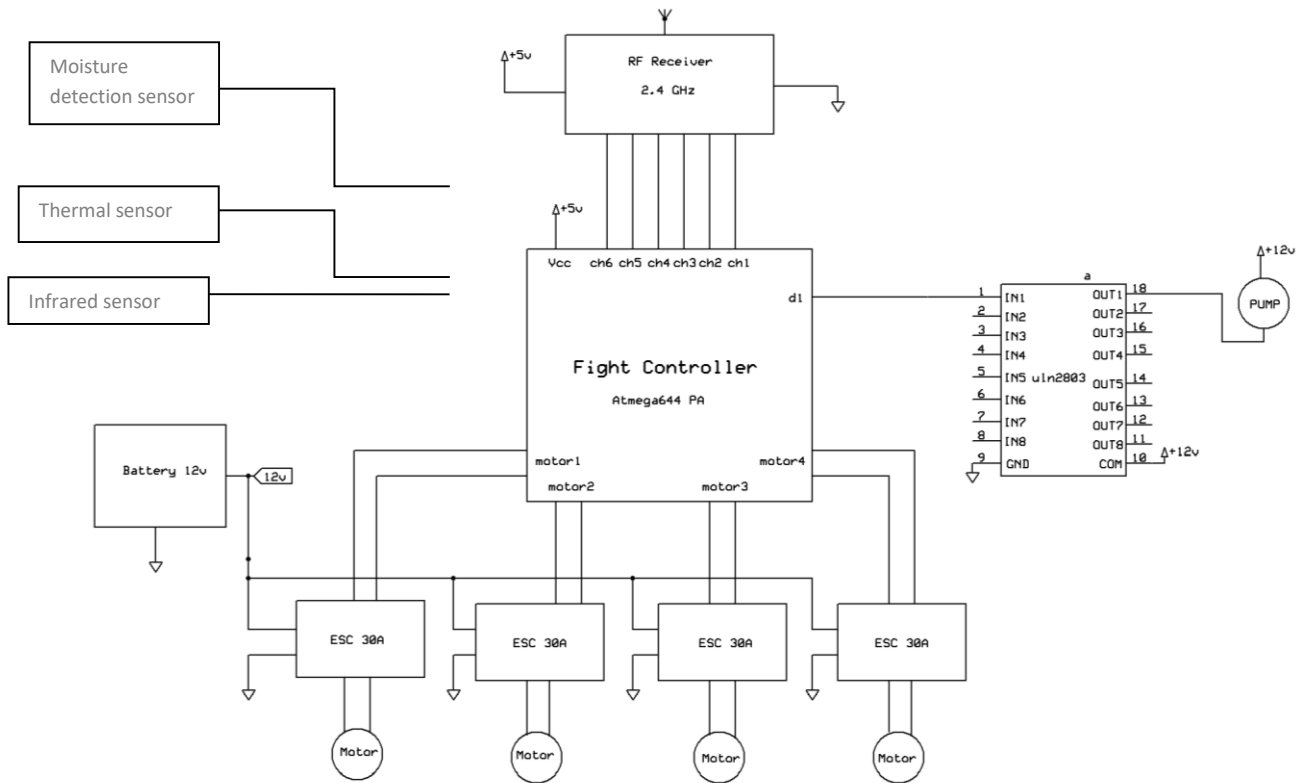 Moisture
detection sensor
Thermal sensor
Infrared sensor
+5v
RF Receiver
2.4 GHz
+5v
Vcc
ch6 ch5 ch4 ch3 ch2 ch1
d1
Fight Controller
Atmega644 PA
motor1
motor2
motor3
motor4
+12v
PUMP
a
uln2803
1 IN1
2 IN2
3 IN3
4 IN4
5 IN5
6 IN6
7 IN7
8 IN8
9 GND
OUT1 18
OUT2 17
OUT3 16
OUT4 15
OUT5 14
OUT6 13
OUT7 12
OUT8 11
COM 10
+12v
Battery 12v
12v
ESC 30A
ESC 30A
ESC 30A
ESC 30A
Motor
Motor
Motor
Motor